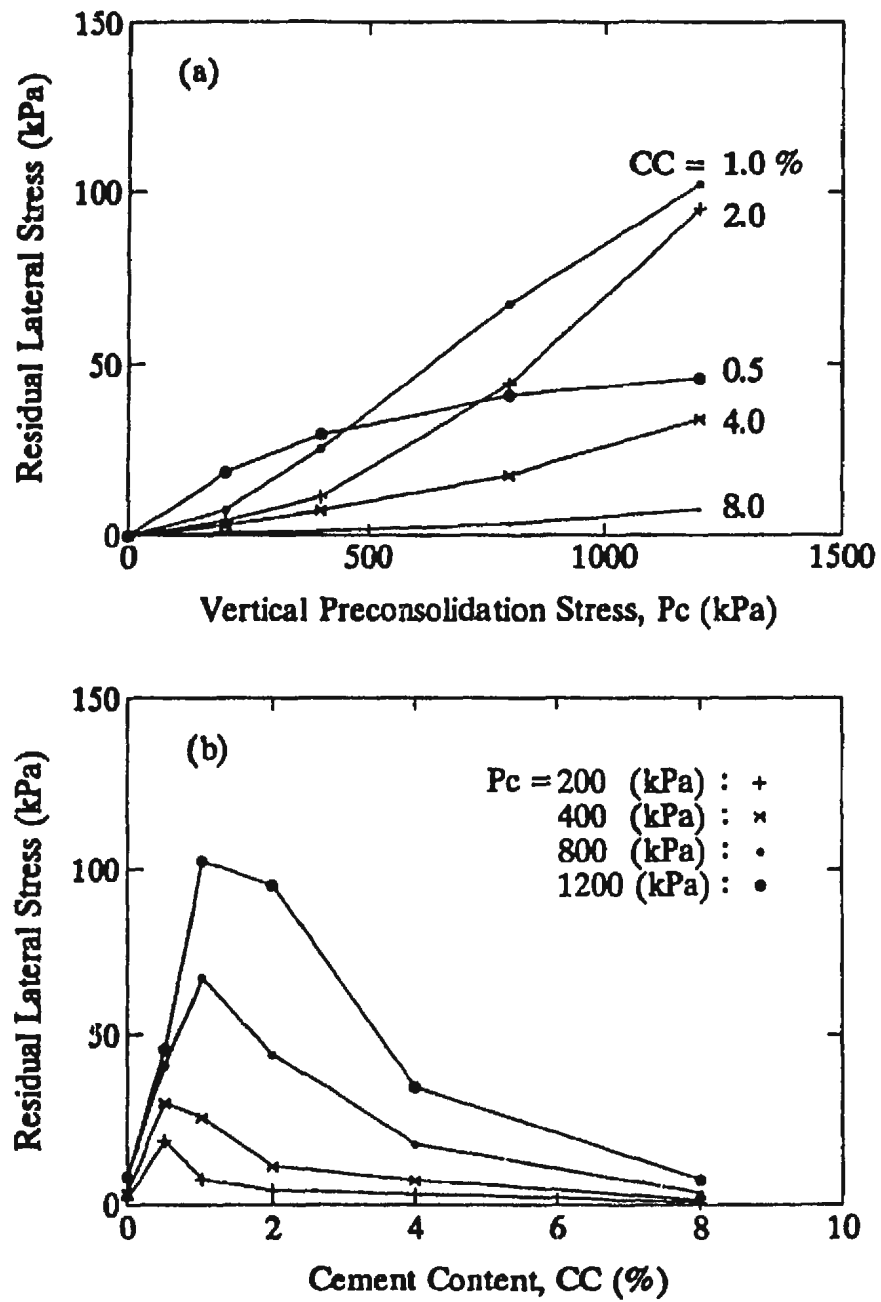 150
(a)
Residual Lateral Stress (kPa)
CC = 1.0 %
100
2.0
50
0.5
4.0
8.0
0
0 500 1000 1500
Vertical Preconsolidation Stress, Pc (kPa)
150
(b)
Residual Lateral Stress (kPa)
Pc = 200 (kPa) : +
400 (kPa) : ×
800 (kPa) : •
1200 (kPa) : ●
100
50
0
0 2 4 6 8 10
Cement Content, CC (%)